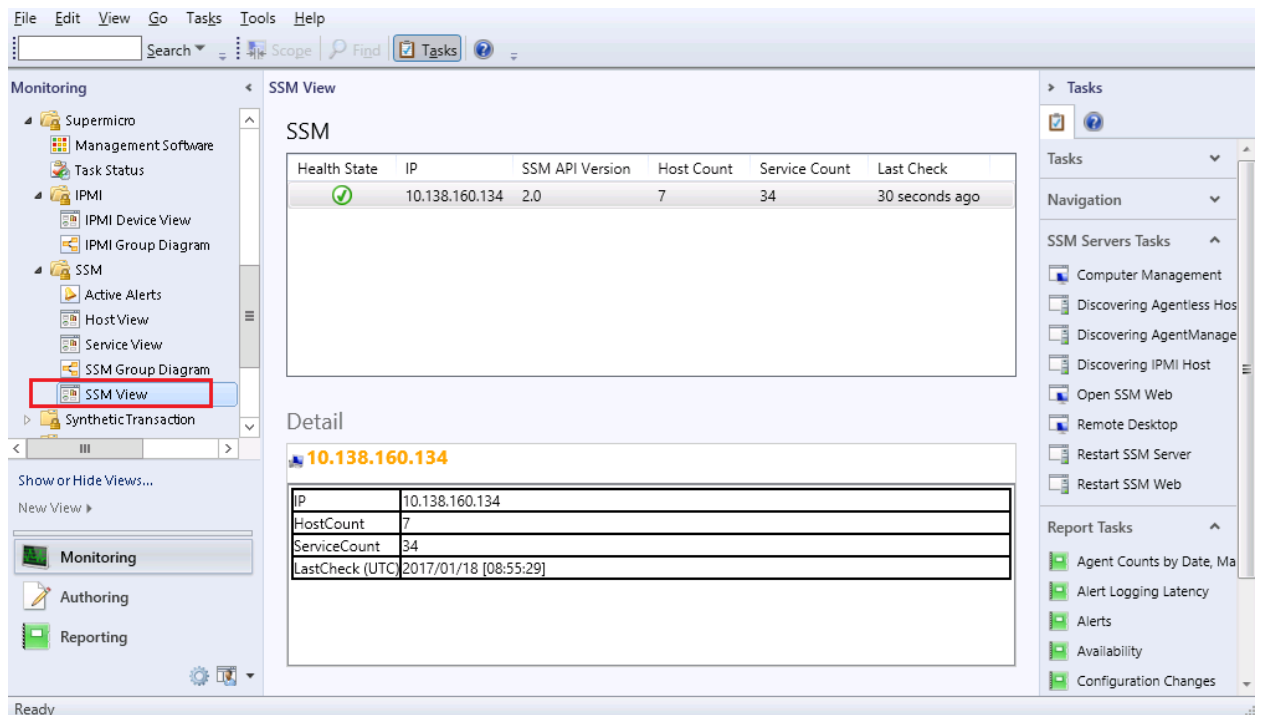 File Edit View Go Tasks Tools Help
Search Scope Find Tasks
Monitoring
Supermicro
Management Software
Task Status
IPMI
IPMI Device View
IPMI Group Diagram
SSM
Active Alerts
Host View
Service View
SSM Group Diagram
SSM View
Synthetic Transaction
Show or Hide Views...
New View
Monitoring
Authoring
Reporting
SSM View
SSM
Health State IP SSM API Version Host Count Service Count Last Check
10.138.160.134 2.0 7 34 30 seconds ago
Detail
10.138.160.134
IP 10.138.160.134
HostCount 7
ServiceCount 34
LastCheck (UTC) 2017/01/18 [08:55:29]
Tasks
Tasks
Navigation
SSM Servers Tasks
Computer Management
Discovering Agentless Hos
Discovering AgentManage
Discovering IPMI Host
Open SSM Web
Remote Desktop
Restart SSM Server
Restart SSM Web
Report Tasks
Agent Counts by Date, Ma
Alert Logging Latency
Alerts
Availability
Configuration Changes
Ready